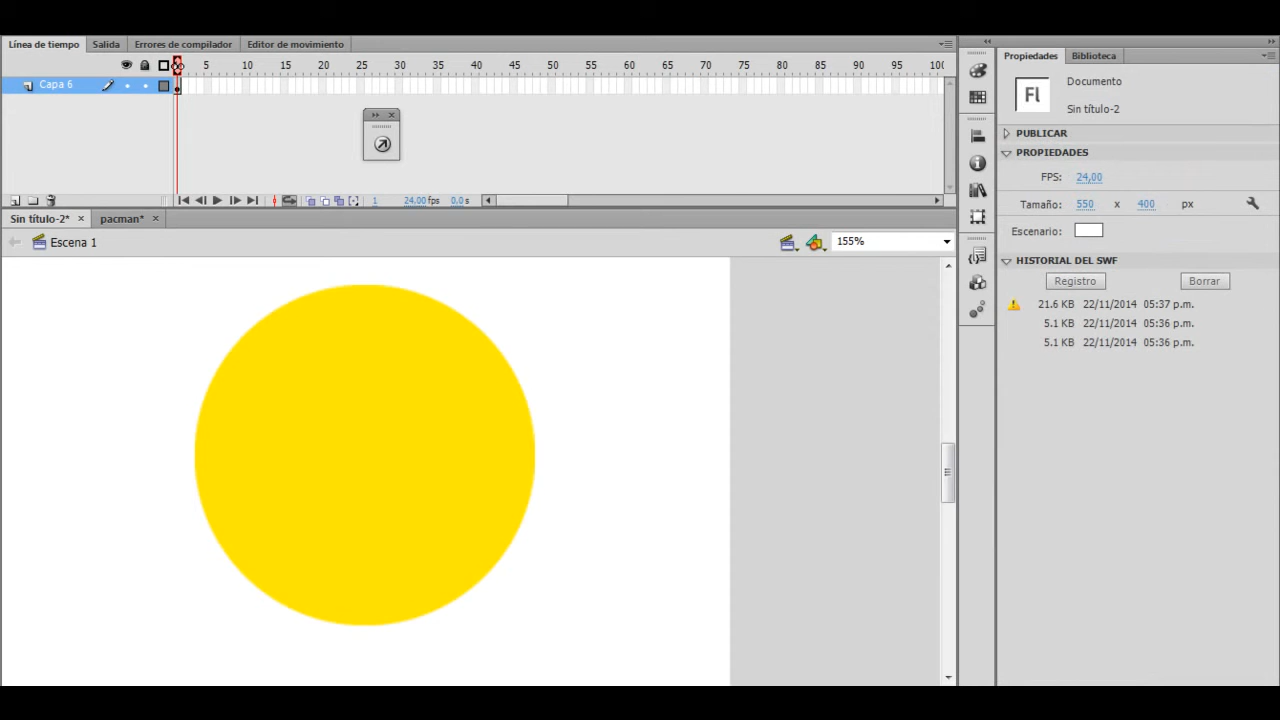 Línea de tiempo Salida Errores de compilador Editor de movimiento
5 10 15 20 25 30 35 40 45 50 55 60 65 70 75 80 85 90 95 100
Capa 6
1 24.00 fps 0.0 s
Sin título-2* pacman*
Escena 1
155%
Propiedades Biblioteca
Fl
Documento
Sin título-2
PUBLICAR
PROPIEDADES
FPS: 24,00
Tamaño: 550 x 400 px
Escenario:
HISTORIAL DEL SWF
Registro Borrar
21.6 KB 22/11/2014 05:37 p.m.
5.1 KB 22/11/2014 05:36 p.m.
5.1 KB 22/11/2014 05:36 p.m.